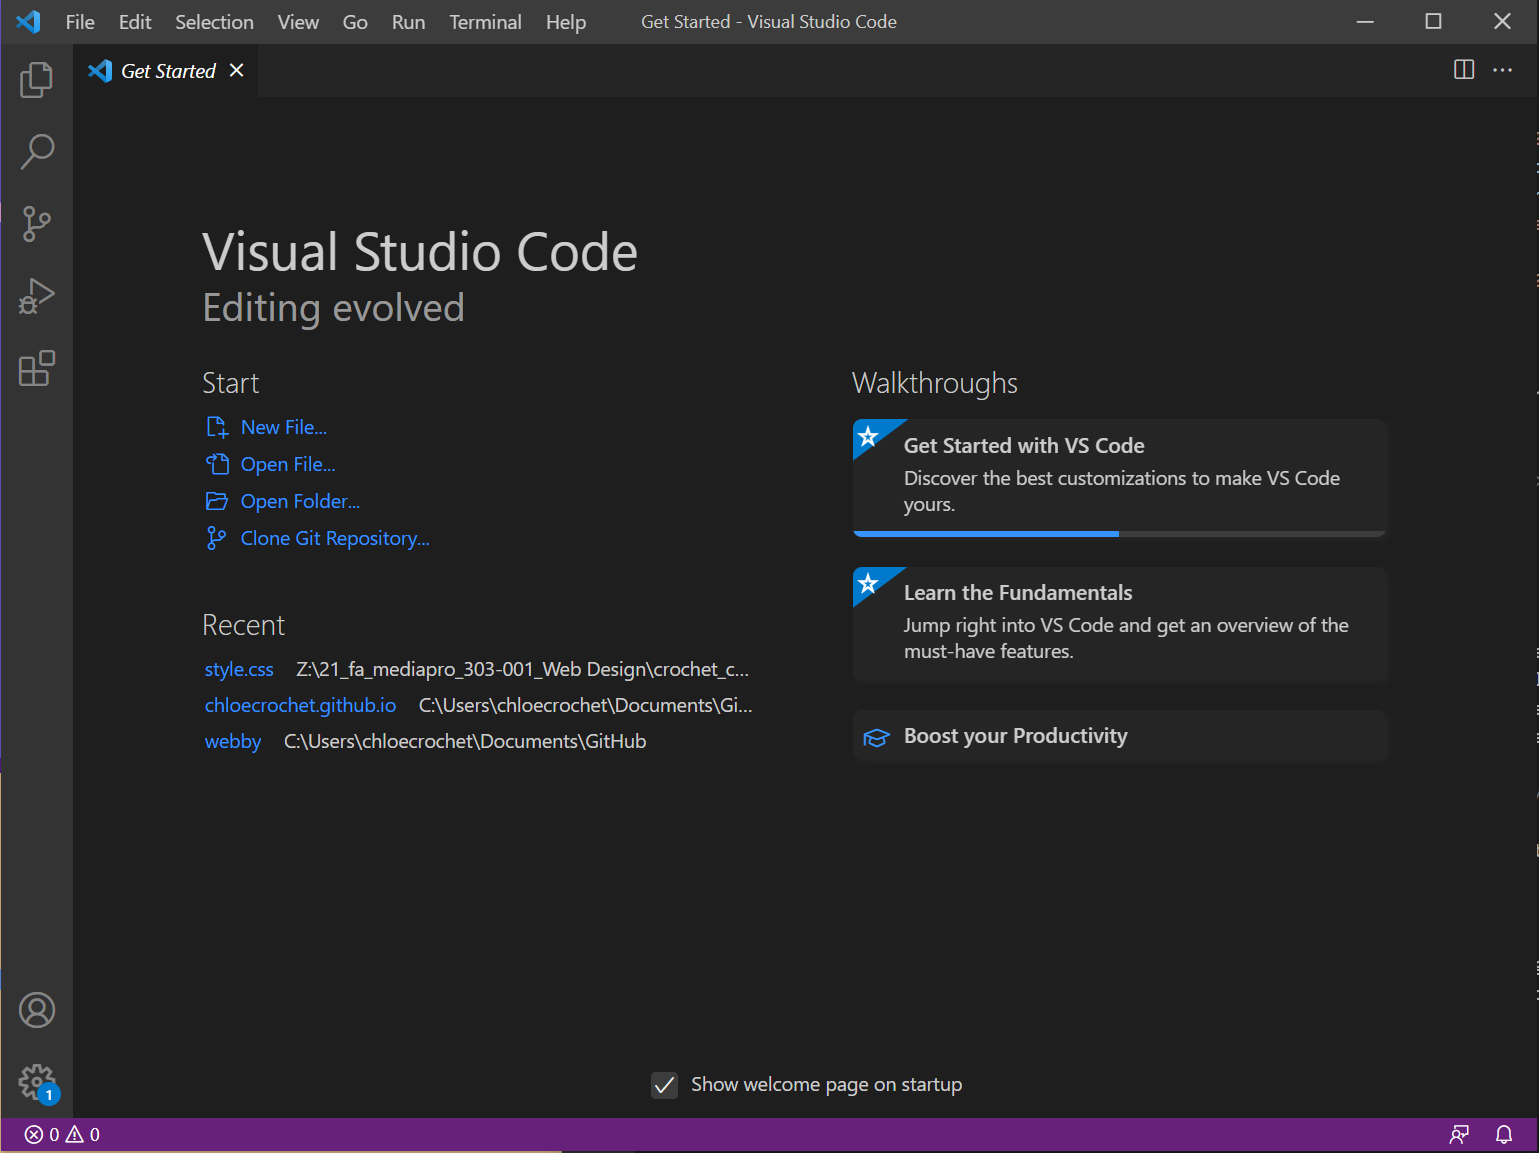 File Edit Selection View Go Run Terminal Help Get Started - Visual Studio Code
Get Started
Visual Studio Code
Editing evolved
Start
New File...
Open File...
Open Folder...
Clone Git Repository...
Recent
style.css Z:\21_fa_mediapro_303-001_Web Design\crochet_c...
chloecrochet.github.io C:\Users\chloecrochet\Documents\Gi...
webby C:\Users\chloecrochet\Documents\GitHub
Walkthroughs
Get Started with VS Code
Discover the best customizations to make VS Code
yours.
Learn the Fundamentals
Jump right into VS Code and get an overview of the
must-have features.
Boost your Productivity
Show welcome page on startup
1
0 0